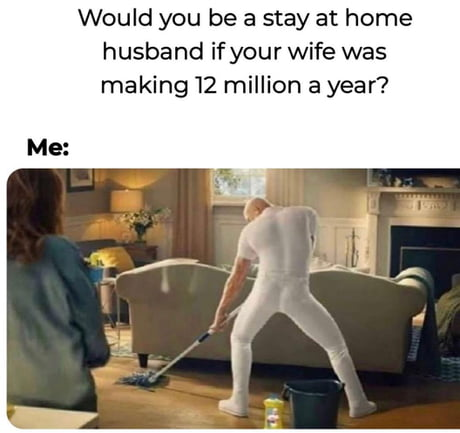 Would you be a stay at home
husband if your wife was
making 12 million a year?
Me: